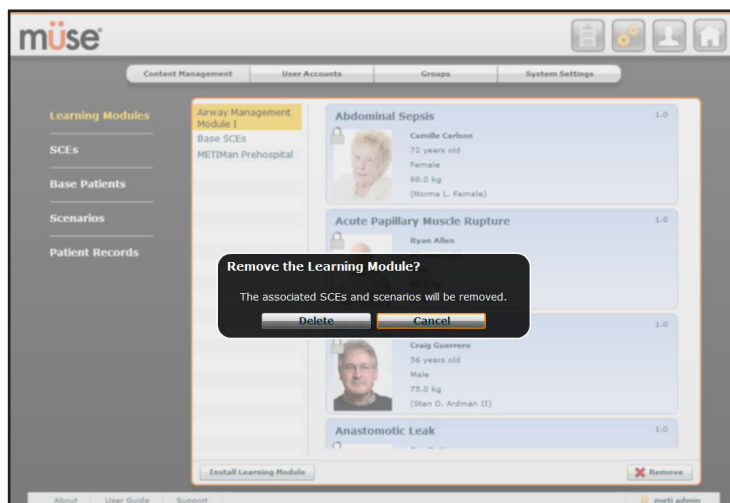 müse
Content Management User Accounts Groups System Settings
Learning Modules
SCEs
Base Patients
Scenarios
Patient Records
Airway Management
Module I
Base SCEs
METIMan Prehospital
Abdominal Sepsis 1.0
Camille Carlson
72 years old
Female
88.0 kg
(Norma L. Female)
Acute Papillary Muscle Rupture 1.0
Ryan Allen
Remove the Learning Module?
The associated SCEs and scenarios will be removed.
Delete Cancel
1.0
Craig Guerrero
56 years old
Male
75.0 kg
(Stan D. Ardman II)
Anastomotic Leak 1.0
Install Learning Module Remove
About User Guide Support meti admin